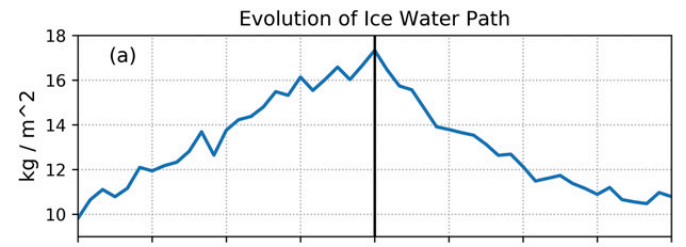 Evolution of Ice Water Path
(a)
kg / m^2
18
16
14
12
10